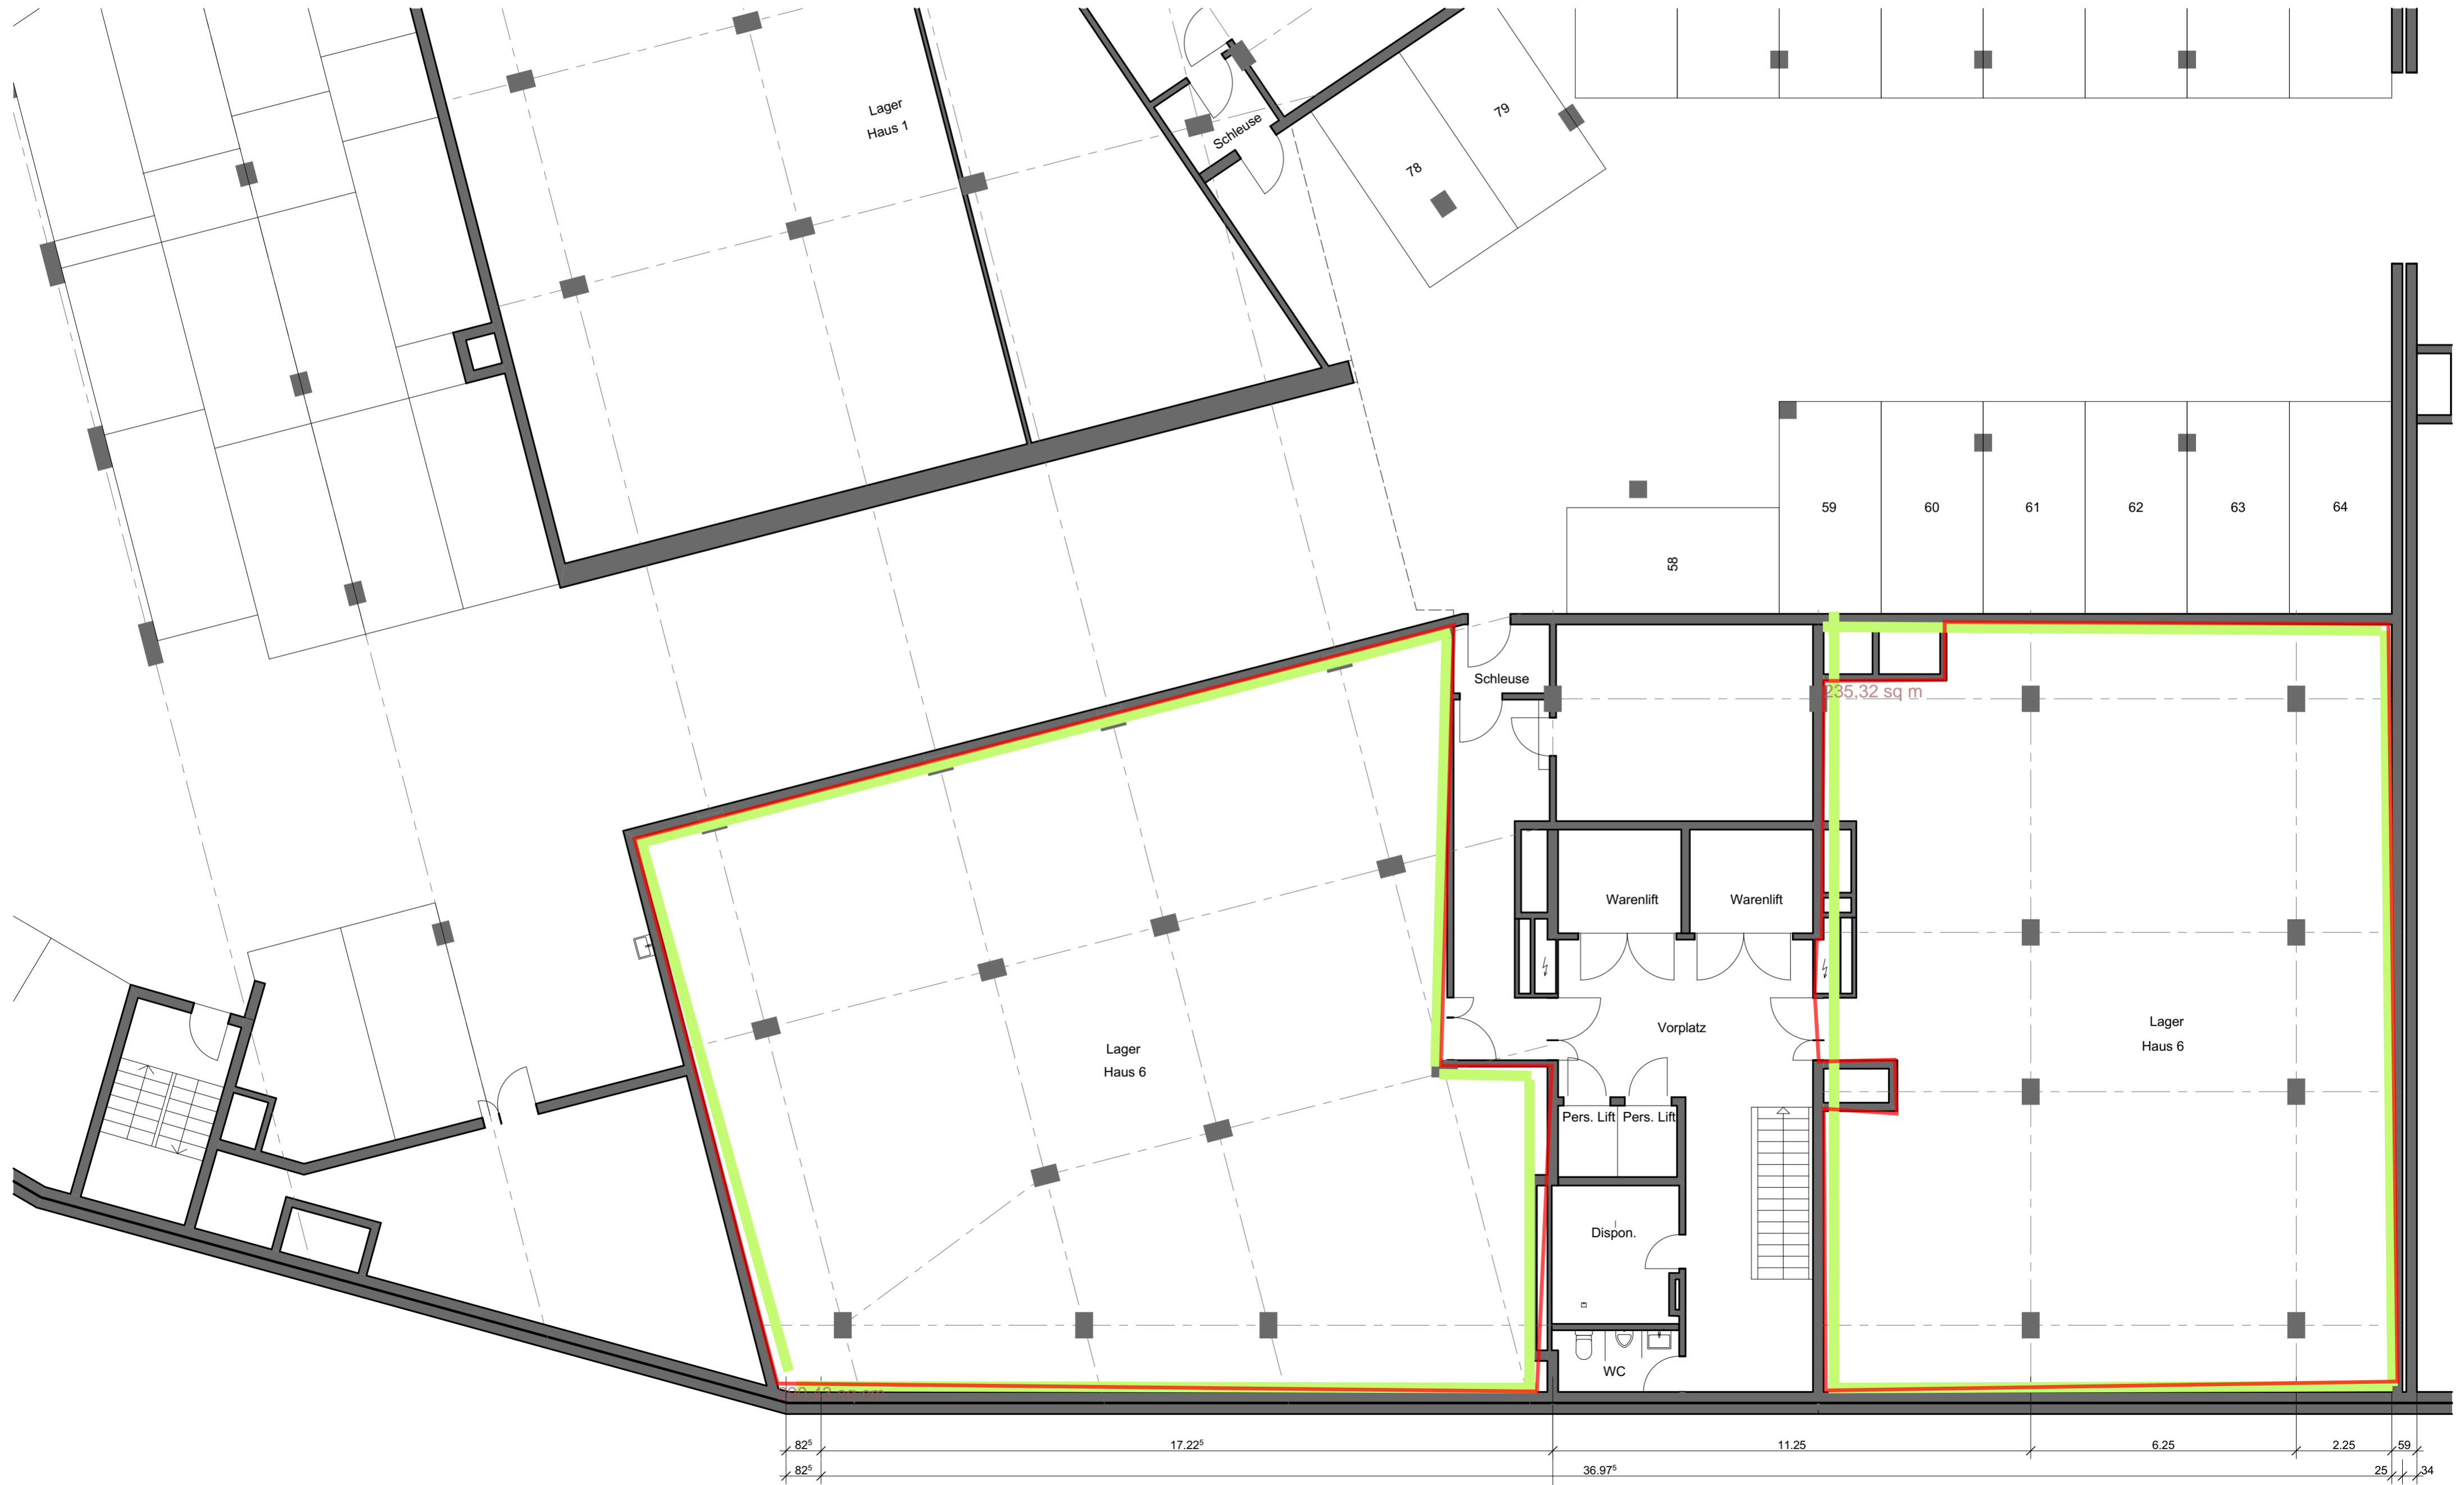 Lager
Haus 1
Schleuse
79
78
59
60
61
62
63
64
58
Schleuse
235,32 sq m
Warenlift
Warenlift
Lager
Haus 6
Vorplatz
Lager
Haus 6
Pers. Lift
Pers. Lift
Dispon.
WC
82⁵
17.22⁵
11.25
6.25
2.25
59
82⁵
36.97⁵
25
34